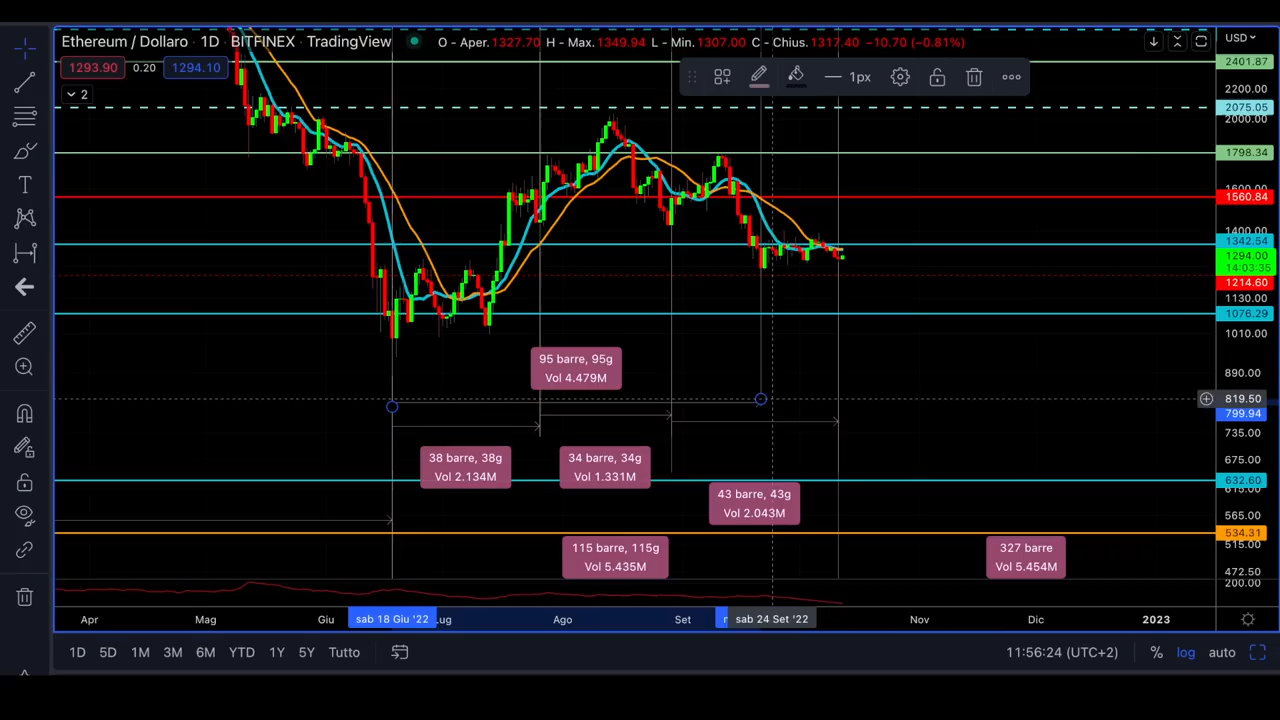 Ethereum / Dollaro · 1D · BITFINEX · TradingView
O - Aper.1327.70 H - Max.1349.94 L - Min.1307.00 C - Chius.1317.40 -10.70 (-0.81%)
USD
1293.90 0.20 1294.10
1px
2
2401.87
2200.00
2075.05
2000.00
1798.34
1600.00
1560.84
1400.00
1342.54
1294.00
14:03:35
1214.60
1130.00
1076.29
1010.00
890.00
819.50
799.94
735.00
675.00
632.60
615.00
565.00
534.31
515.00
472.50
200.00
95 barre, 95g
Vol 4.479M
38 barre, 38g
Vol 2.134M
34 barre, 34g
Vol 1.331M
43 barre, 43g
Vol 2.043M
115 barre, 115g
Vol 5.435M
327 barre
Vol 5.454M
Apr Mag Giu sab 18 Giu '22 ug Ago Set sab 24 Set '22 Nov Dic 2023
1D 5D 1M 3M 6M YTD 1Y 5Y Tutto 11:56:24 (UTC+2) % log auto